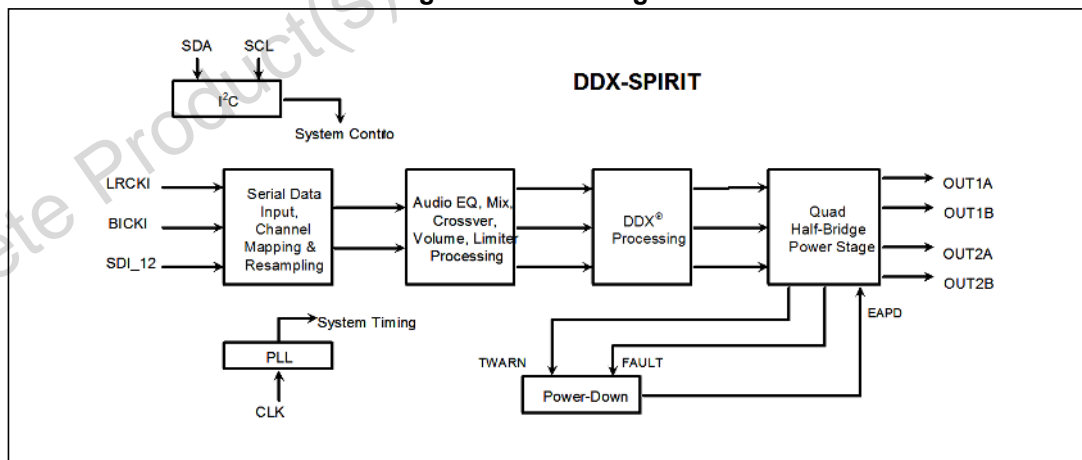 ete Product(s)
DDX-SPIRIT
SDA
SCL
I²C
System Contro
LRCKI
BICKI
SDI_12
Serial Data
Input,
Channel
Mapping &
Resampling
Audio EQ, Mix,
Crossver,
Volume, Limiter
Processing
DDX®
Processing
Quad
Half-Bridge
Power Stage
OUT1A
OUT1B
OUT2A
OUT2B
System Timing
PLL
CLK
TWARN
FAULT
EAPD
Power-Down